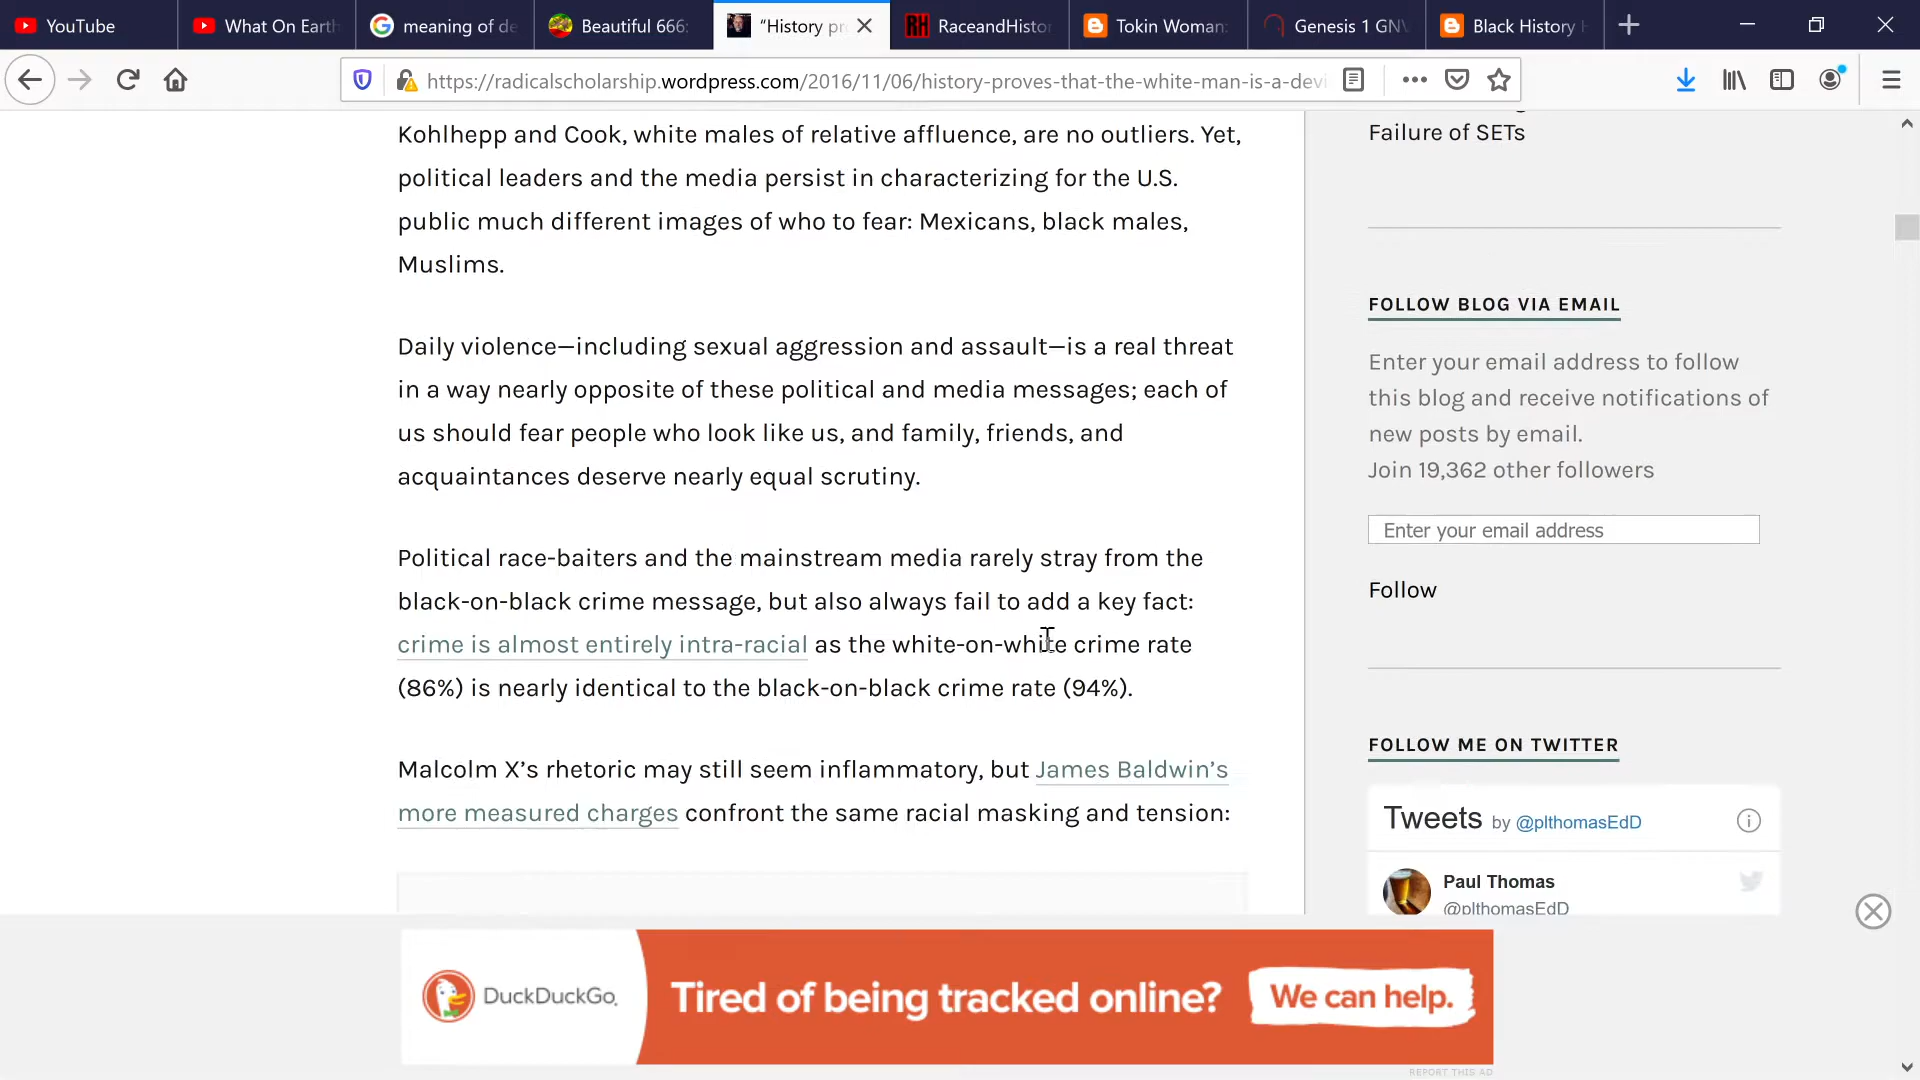 YouTube
What On Earth
meaning of de
Beautiful 666:
“History pr
RaceandHistor
Tokin Woman:
Genesis 1 GNV
Black History H
https://radicalscholarship.wordpress.com/2016/11/06/history-proves-that-the-white-man-is-a-devi
Kohlhepp and Cook, white males of relative affluence, are no outliers. Yet,
political leaders and the media persist in characterizing for the U.S.
public much different images of who to fear: Mexicans, black males,
Muslims.
Daily violence—including sexual aggression and assault—is a real threat
in a way nearly opposite of these political and media messages; each of
us should fear people who look like us, and family, friends, and
acquaintances deserve nearly equal scrutiny.
Political race-baiters and the mainstream media rarely stray from the
black-on-black crime message, but also always fail to add a key fact:
crime is almost entirely intra-racial as the white-on-white crime rate
(86%) is nearly identical to the black-on-black crime rate (94%).
Malcolm X’s rhetoric may still seem inflammatory, but James Baldwin’s
more measured charges confront the same racial masking and tension:
Failure of SETs
FOLLOW BLOG VIA EMAIL
Enter your email address to follow
this blog and receive notifications of
new posts by email.
Join 19,362 other followers
Enter your email address
Follow
FOLLOW ME ON TWITTER
Tweets by @plthomasEdD
Paul Thomas
@plthomasEdD
DuckDuckGo.
Tired of being tracked online?
We can help.
REPORT THIS AD